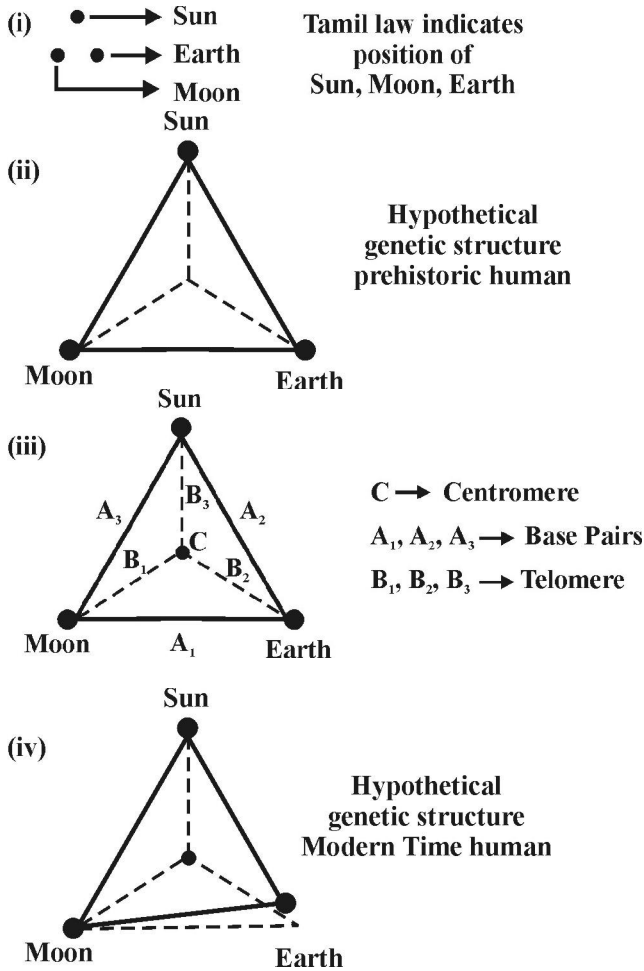 (i)
Sun
Earth
Moon
Tamil law indicates
position of
Sun, Moon, Earth
(ii)
Sun
Moon
Earth
Hypothetical
genetic structure
prehistoric human
(iii)
Sun
A₃
B₃
A₂
C
B₁
B₂
Moon
A₁
Earth
C → Centromere
A₁, A₂, A₃ → Base Pairs
B₁, B₂, B₃ → Telomere
(iv)
Sun
Moon
Earth
Hypothetical
genetic structure
Modern Time human